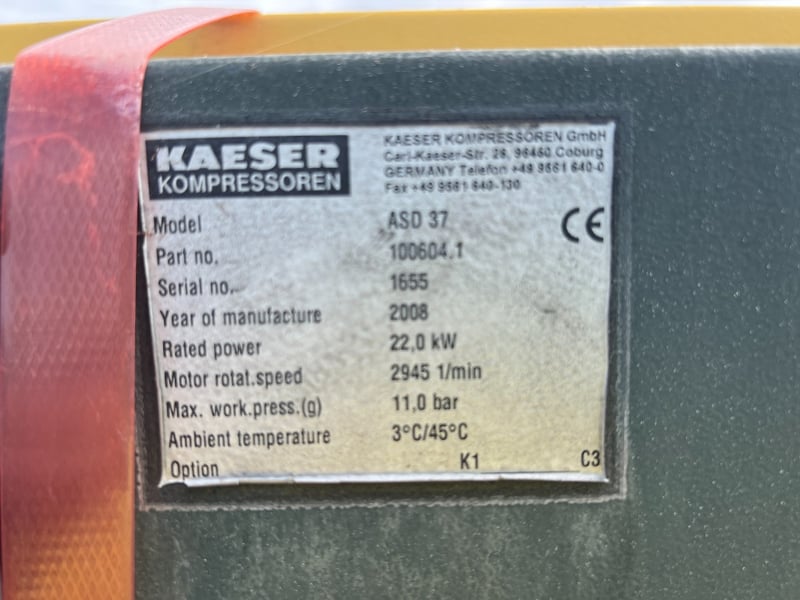 KAESER
KOMPRESSOREN
KAESER KOMPRESSOREN GmbH
Carl-Kaeser-Str. 26, 96450 Coburg
GERMANY Telefon +49 9561 640-0
Fax +49 9561 640-130
CE
Model ASD 37
Part no. 100604.1
Serial no. 1655
Year of manufacture 2008
Rated power 22,0 kW
Motor rotat.speed 2945 1/min
Max. work.press.(g) 11,0 bar
Ambient temperature 3°C/45°C
Option K1 C3